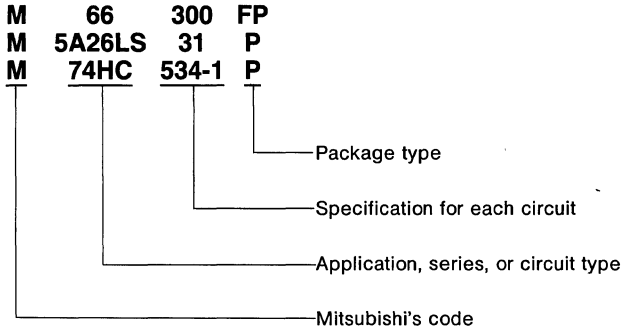 M 66 300 FP
M 5A26LS 31 P
M 74HC 534-1 P
Package type
Specification for each circuit
Application, series, or circuit type
Mitsubishi's code